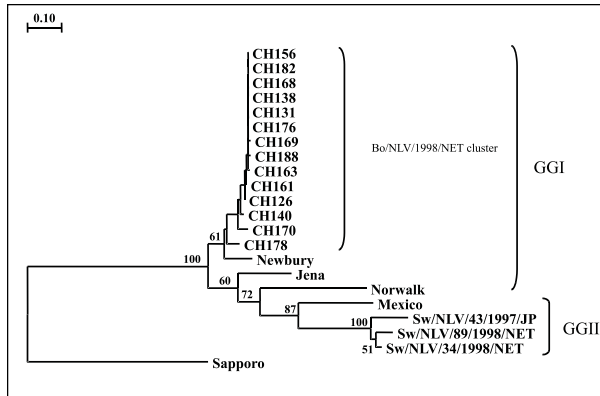 0.10
CH156
CH182
CH168
CH138
CH131
CH176
CH169
CH188
CH163
CH161
CH126
CH140
CH170
CH178
Bo/NLV/1998/NET cluster
GGI
61
Newbury
100
Jena
60
Norwalk
72
Mexico
87
Sw/NLV/43/1997/JP
100
Sw/NLV/89/1998/NET
GGII
Sw/NLV/34/1998/NET
51
Sapporo